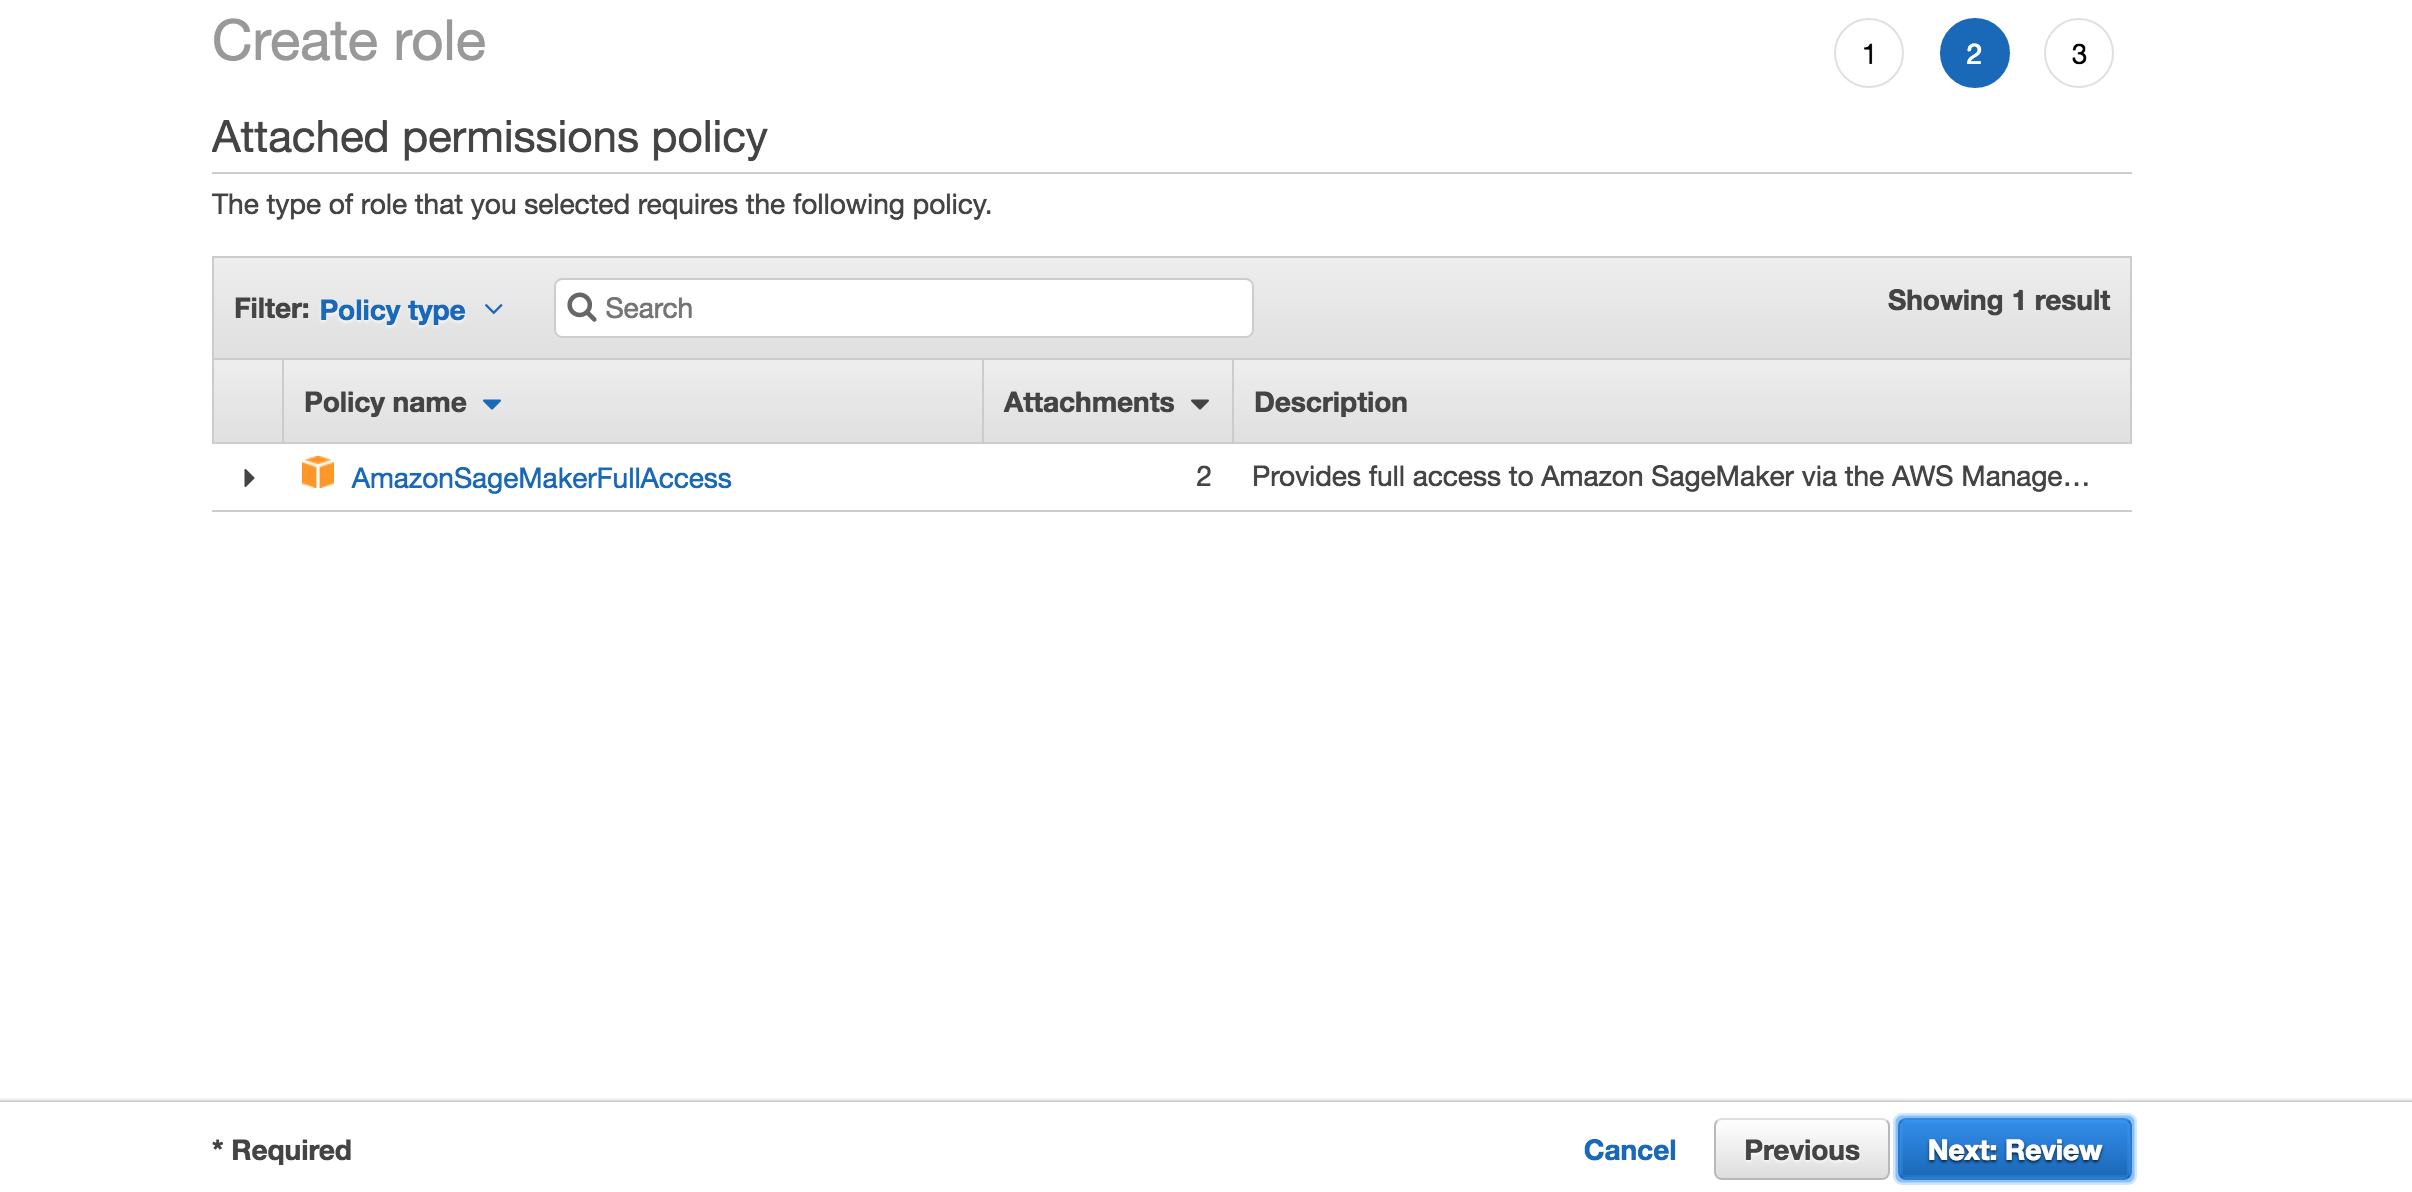 Create role
1 2 3
Attached permissions policy
The type of role that you selected requires the following policy.
Filter: Policy type Search Showing 1 result
Policy name Attachments Description
AmazonSageMakerFullAccess 2 Provides full access to Amazon SageMaker via the AWS Manage...
* Required Cancel Previous Next: Review